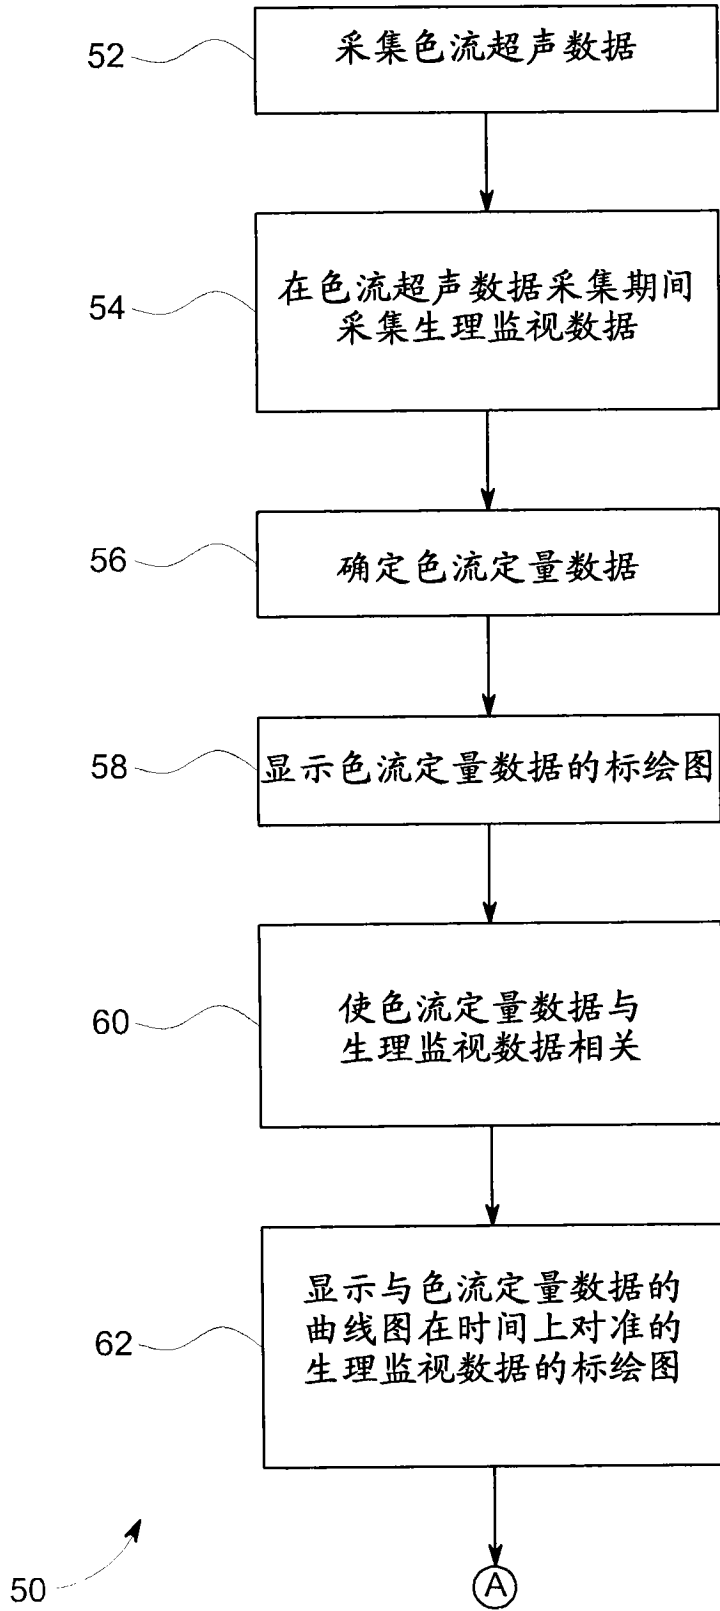 52
采集色流超声数据
54
在色流超声数据采集期间
采集生理监视数据
56
确定色流定量数据
58
显示色流定量数据的标绘图
60
使色流定量数据与
生理监视数据相关
62
显示与色流定量数据的
曲线图在时间上对准的
生理监视数据的标绘图
50
A